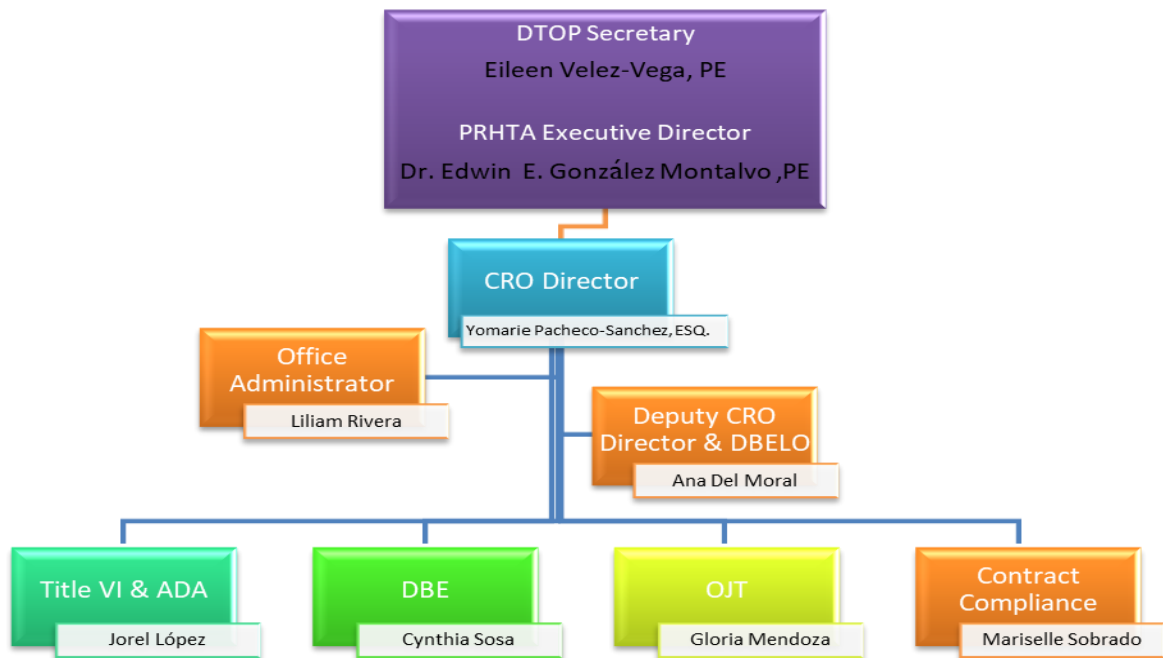 DTOP Secretary
Eileen Velez-Vega, PE
PRHTA Executive Director
Dr. Edwin E. González Montalvo ,PE
CRO Director
Yomarie Pacheco-Sanchez, ESQ.
Office
Administrator
Liliam Rivera
Deputy CRO
Director & DBELO
Ana Del Moral
Title VI & ADA
Jorel López
DBE
Cynthia Sosa
OJT
Gloria Mendoza
Contract
Compliance
Mariselle Sobrado